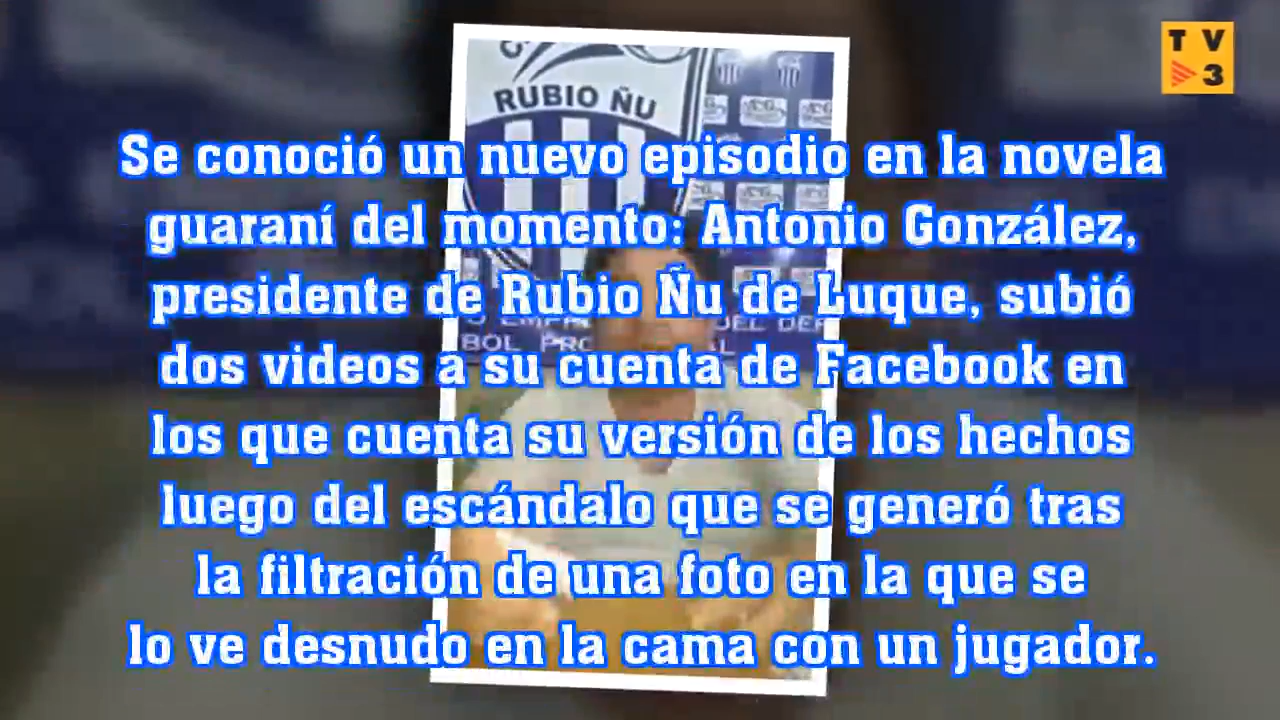 TV
3
RUBIO ÑU
Se conoció un nuevo episodio en la novela
guaraní del momento: Antonio González,
presidente de Rubio Ñu de Luque, subió
dos videos a su cuenta de Facebook en
los que cuenta su versión de los hechos
luego del escándalo que se generó tras
la filtración de una foto en la que se
lo ve desnudo en la cama con un jugador.